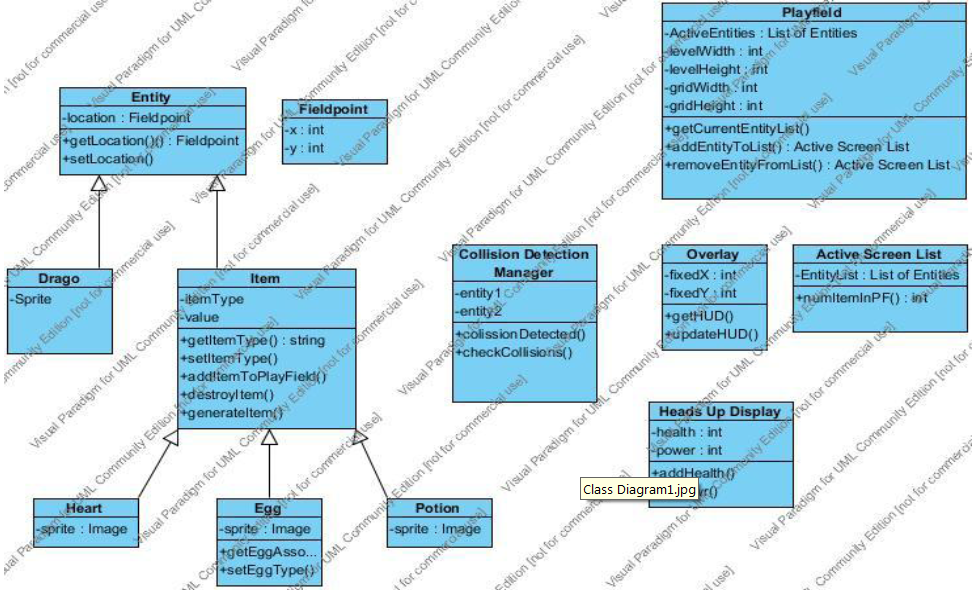 Playfield
-ActiveEntities : List of Entities
-levelWidth : int
-levelHeight : int
-gridWidth : int
-gridHeight : int
+getCurrentEntityList()
+addEntityToList() : Active Screen List
+removeEntityFromList() : Active Screen List
Entity
-location : Fieldpoint
+getLocation()() : Fieldpoint
+setLocation()
Fieldpoint
-x : int
-y : int
Drago
-Sprite
Item
-itemType
-value
+getItemType() : string
+setItemType()
+addItemToPlayField()
+destroyItem()
+generateItem()
Collision Detection
Manager
-entity1
-entity2
+colissionDetected()
+checkCollisions()
Overlay
-fixedX : int
-fixedY : int
+getHUD()
+updateHUD()
Active Screen List
-EntityList : List of Entities
+numItemInPF() : int
Heads Up Display
-health : int
-power : int
+addHealth()
Class Diagram1.jpg
Heart
-sprite : Image
Egg
-sprite : Image
+getEggAsso...
+setEggType()
Potion
-sprite : Image
Visual Paradigm for UML Community Edition [not for commercial use]